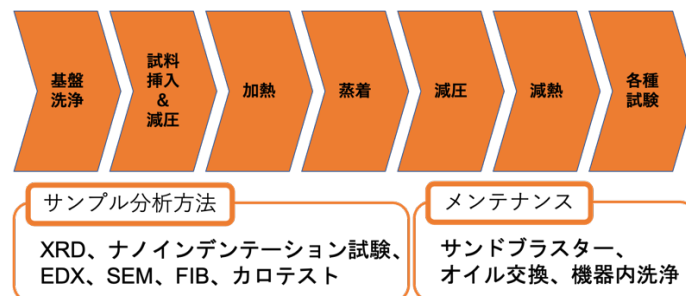 基盤
洗浄
試料
挿入
&
減圧
加熱
蒸着
減圧
減熱
各種
試験
サンプル分析方法
XRD、ナノインデンテーション試験、
EDX、SEM、FIB、カロテスト
メンテナンス
サンドブラスター、
オイル交換、機器内洗浄